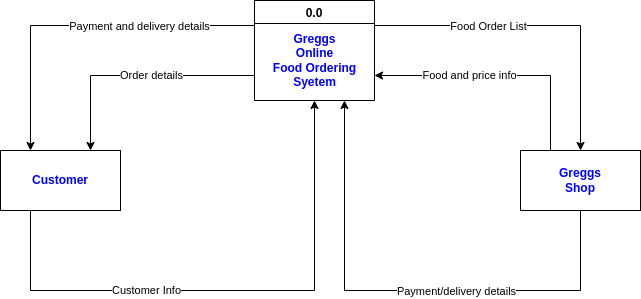 0.0
Payment and delivery details
Food Order List
Greggs
Online
Food Ordering
Syetem
Order details
Food and price info
Customer
Greggs
Shop
Customer Info
Payment/delivery details